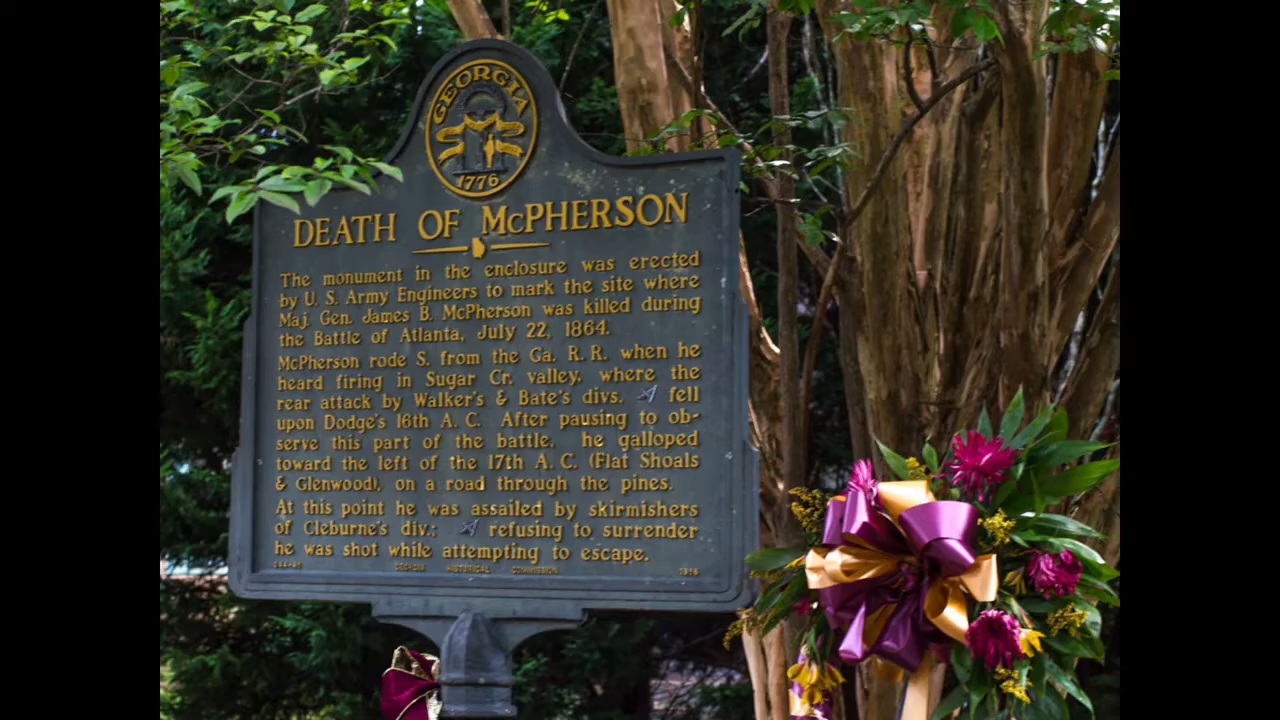 GEORGIA
1776
DEATH OF McPHERSON
The monument in the enclosure was erected
by U. S. Army Engineers to mark the site where
Maj. Gen. James B. McPherson was killed during
the Battle of Atlanta, July 22, 1864.
McPherson rode S. from the Ga. R. R. when he
heard firing in Sugar Cr. valley, where the
rear attack by Walker's & Bate's divs. fell
upon Dodge's 16th A. C. After pausing to ob-
serve this part of the battle, he galloped
toward the left of the 17th A. C. (Flat Shoals
& Glenwood), on a road through the pines.
At this point he was assailed by skirmishers
of Cleburne's div.; refusing to surrender
he was shot while attempting to escape.
HISTORICAL COMMISSION 1956